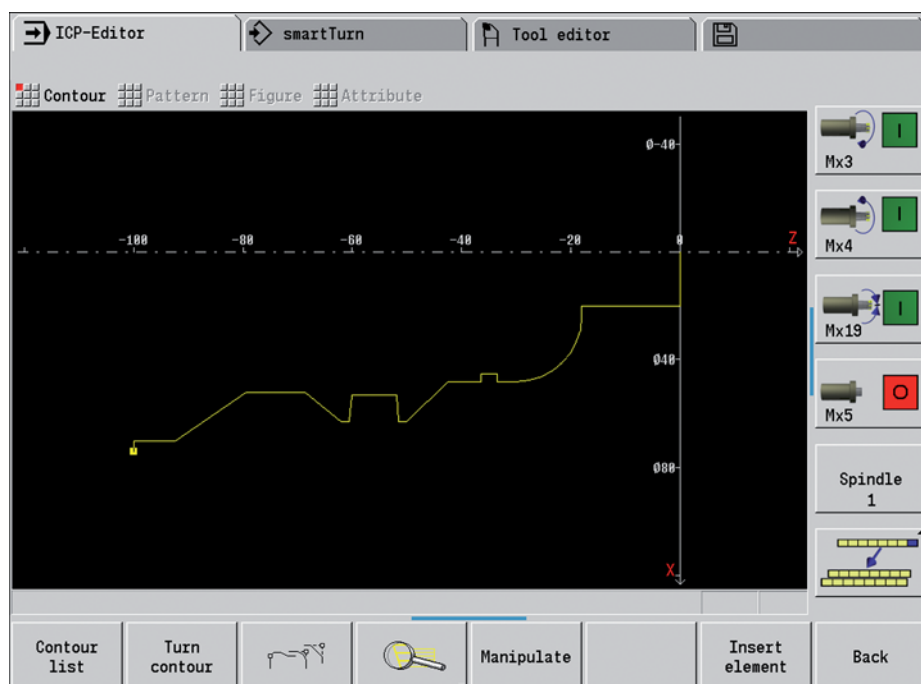 ICP-Editor
smartTurn
Tool editor
Contour Pattern Figure Attribute
Ø-40
-100 -80 -60 -40 -20 0 Z
Ø40
Ø80
X
I
Mx3
I
Mx4
I
Mx19
O
Mx5
Spindle
1
Contour
list
Turn
contour
Manipulate
Insert
element
Back